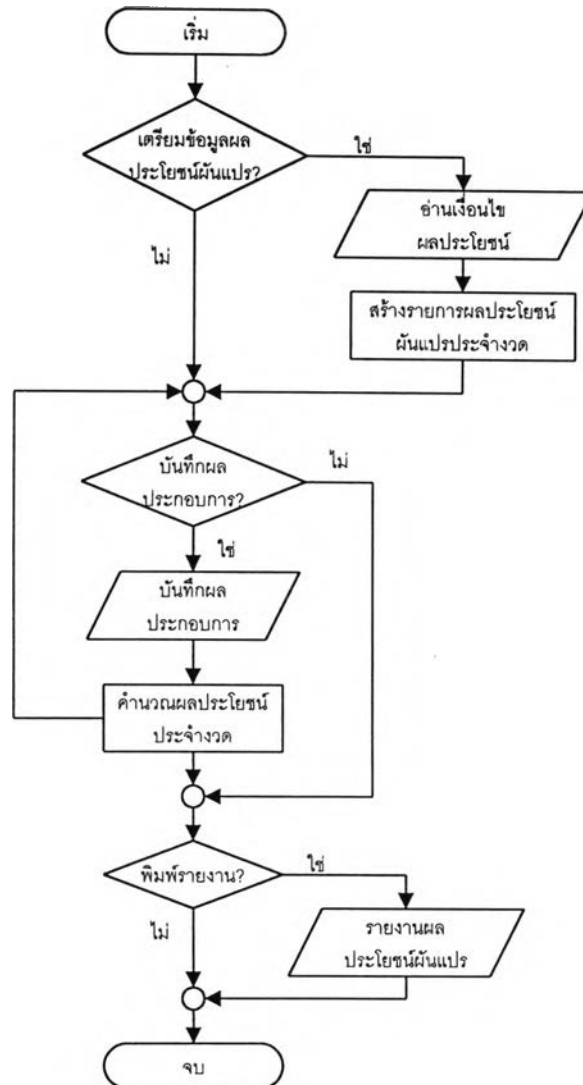 เริ่ม
เตรียมข้อมูลผล
ประโยชน์ผันแปร?
ใช่
อ่านเงื่อนไข
ผลประโยชน์
ไม่
สร้างรายการผลประโยชน์
ผันแปรประจำงวด
บันทึกผล
ประกอบการ?
ไม่
ใช่
บันทึกผล
ประกอบการ
คำนวณผลประโยชน์
ประจำงวด
พิมพ์รายงาน?
ใช่
ไม่
รายงานผล
ประโยชน์ผันแปร
จบ